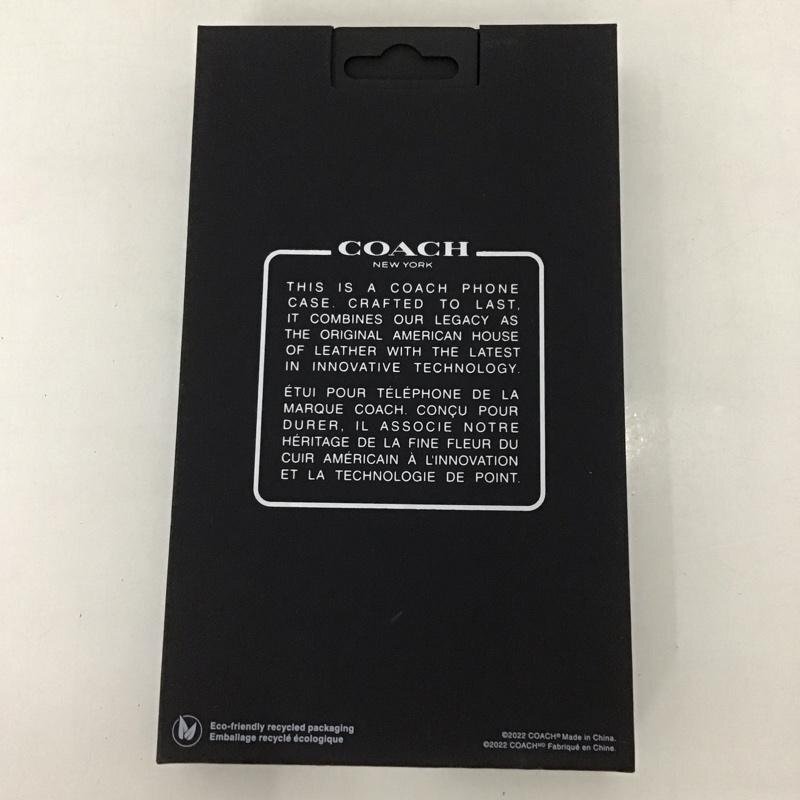 COACH
NEW YORK
THIS IS A COACH PHONE
CASE. CRAFTED TO LAST,
IT COMBINES OUR LEGACY AS
THE ORIGINAL AMERICAN HOUSE
OF LEATHER WITH THE LATEST
IN INNOVATIVE TECHNOLOGY.
ÉTUI POUR TÉLÉPHONE DE LA
MARQUE COACH. CONÇU POUR
DURER, IL ASSOCIE NOTRE
HÉRITAGE DE LA FINE FLEUR DU
CUIR AMÉRICAIN À L'INNOVATION
ET LA TECHNOLOGIE DE POINT.
Eco-friendly recycled packaging
Emballage recyclé écologique
©2022 COACH® Made in China.
©2022 COACHᴹᴰ Fabriqué en Chine.